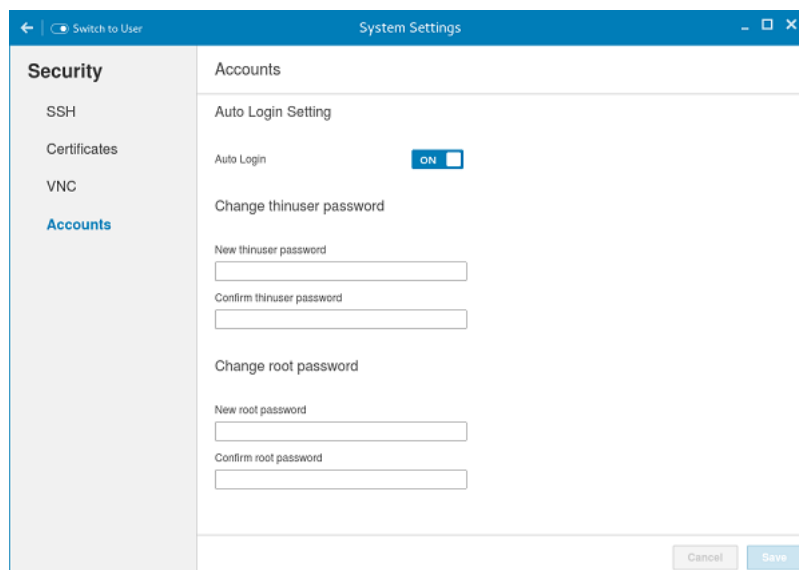 Switch to User
System Settings
Security
SSH
Certificates
VNC
Accounts
Accounts
Auto Login Setting
Auto Login
ON
Change thinuser password
New thinuser password
Confirm thinuser password
Change root password
New root password
Confirm root password
Cancel
Save